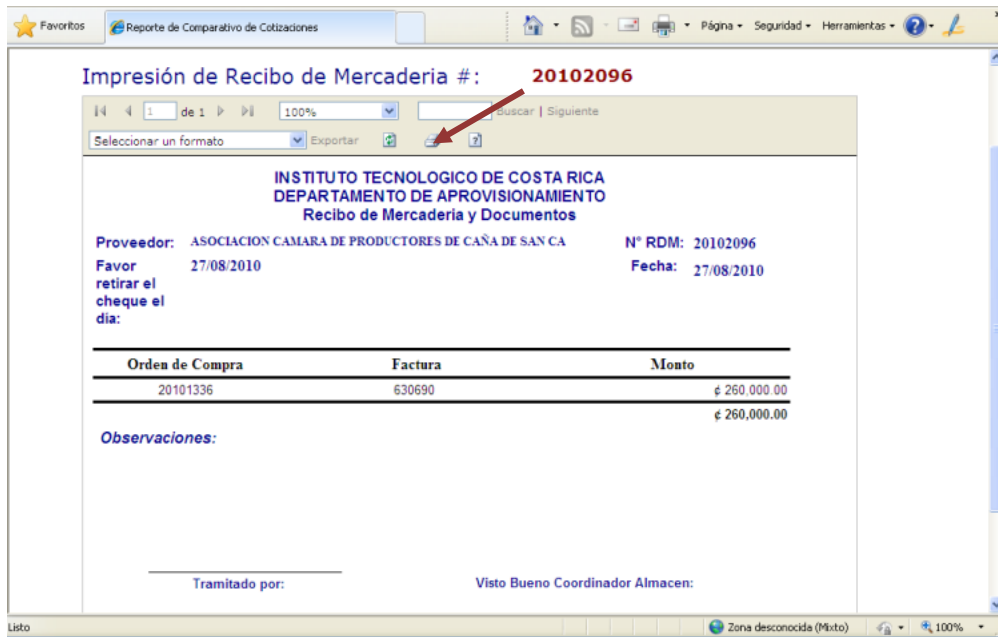 Favoritos
Reporte de Comparativo de Cotizaciones
Página
Seguridad
Herramientas
Impresión de Recibo de Mercaderia #: 20102096
1 de 1 100% Buscar | Siguiente
Seleccionar un formato Exportar
INSTITUTO TECNOLOGICO DE COSTA RICA
DEPARTAMENTO DE APROVISIONAMIENTO
Recibo de Mercaderia y Documentos
Proveedor: ASOCIACION CAMARA DE PRODUCTORES DE CAÑA DE SAN CA N° RDM: 20102096
Favor retirar el cheque el dia: 27/08/2010 Fecha: 27/08/2010
Orden de Compra Factura Monto
20101336 630690 ¢ 260,000.00
¢ 260,000.00
Observaciones:
Tramitado por: Visto Bueno Coordinador Almacen:
Listo Zona desconocida (Mixto) 100%